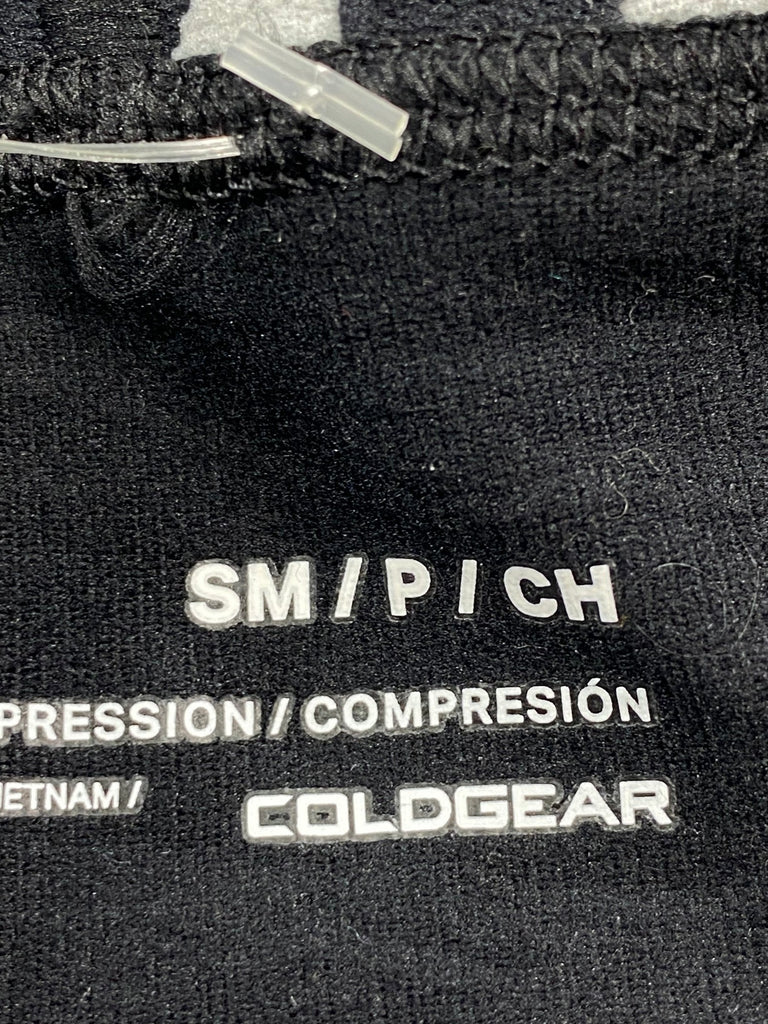 SM / P / CH
PRESSION / COMPRESIÓN
IETNAM /
COLDGEAR